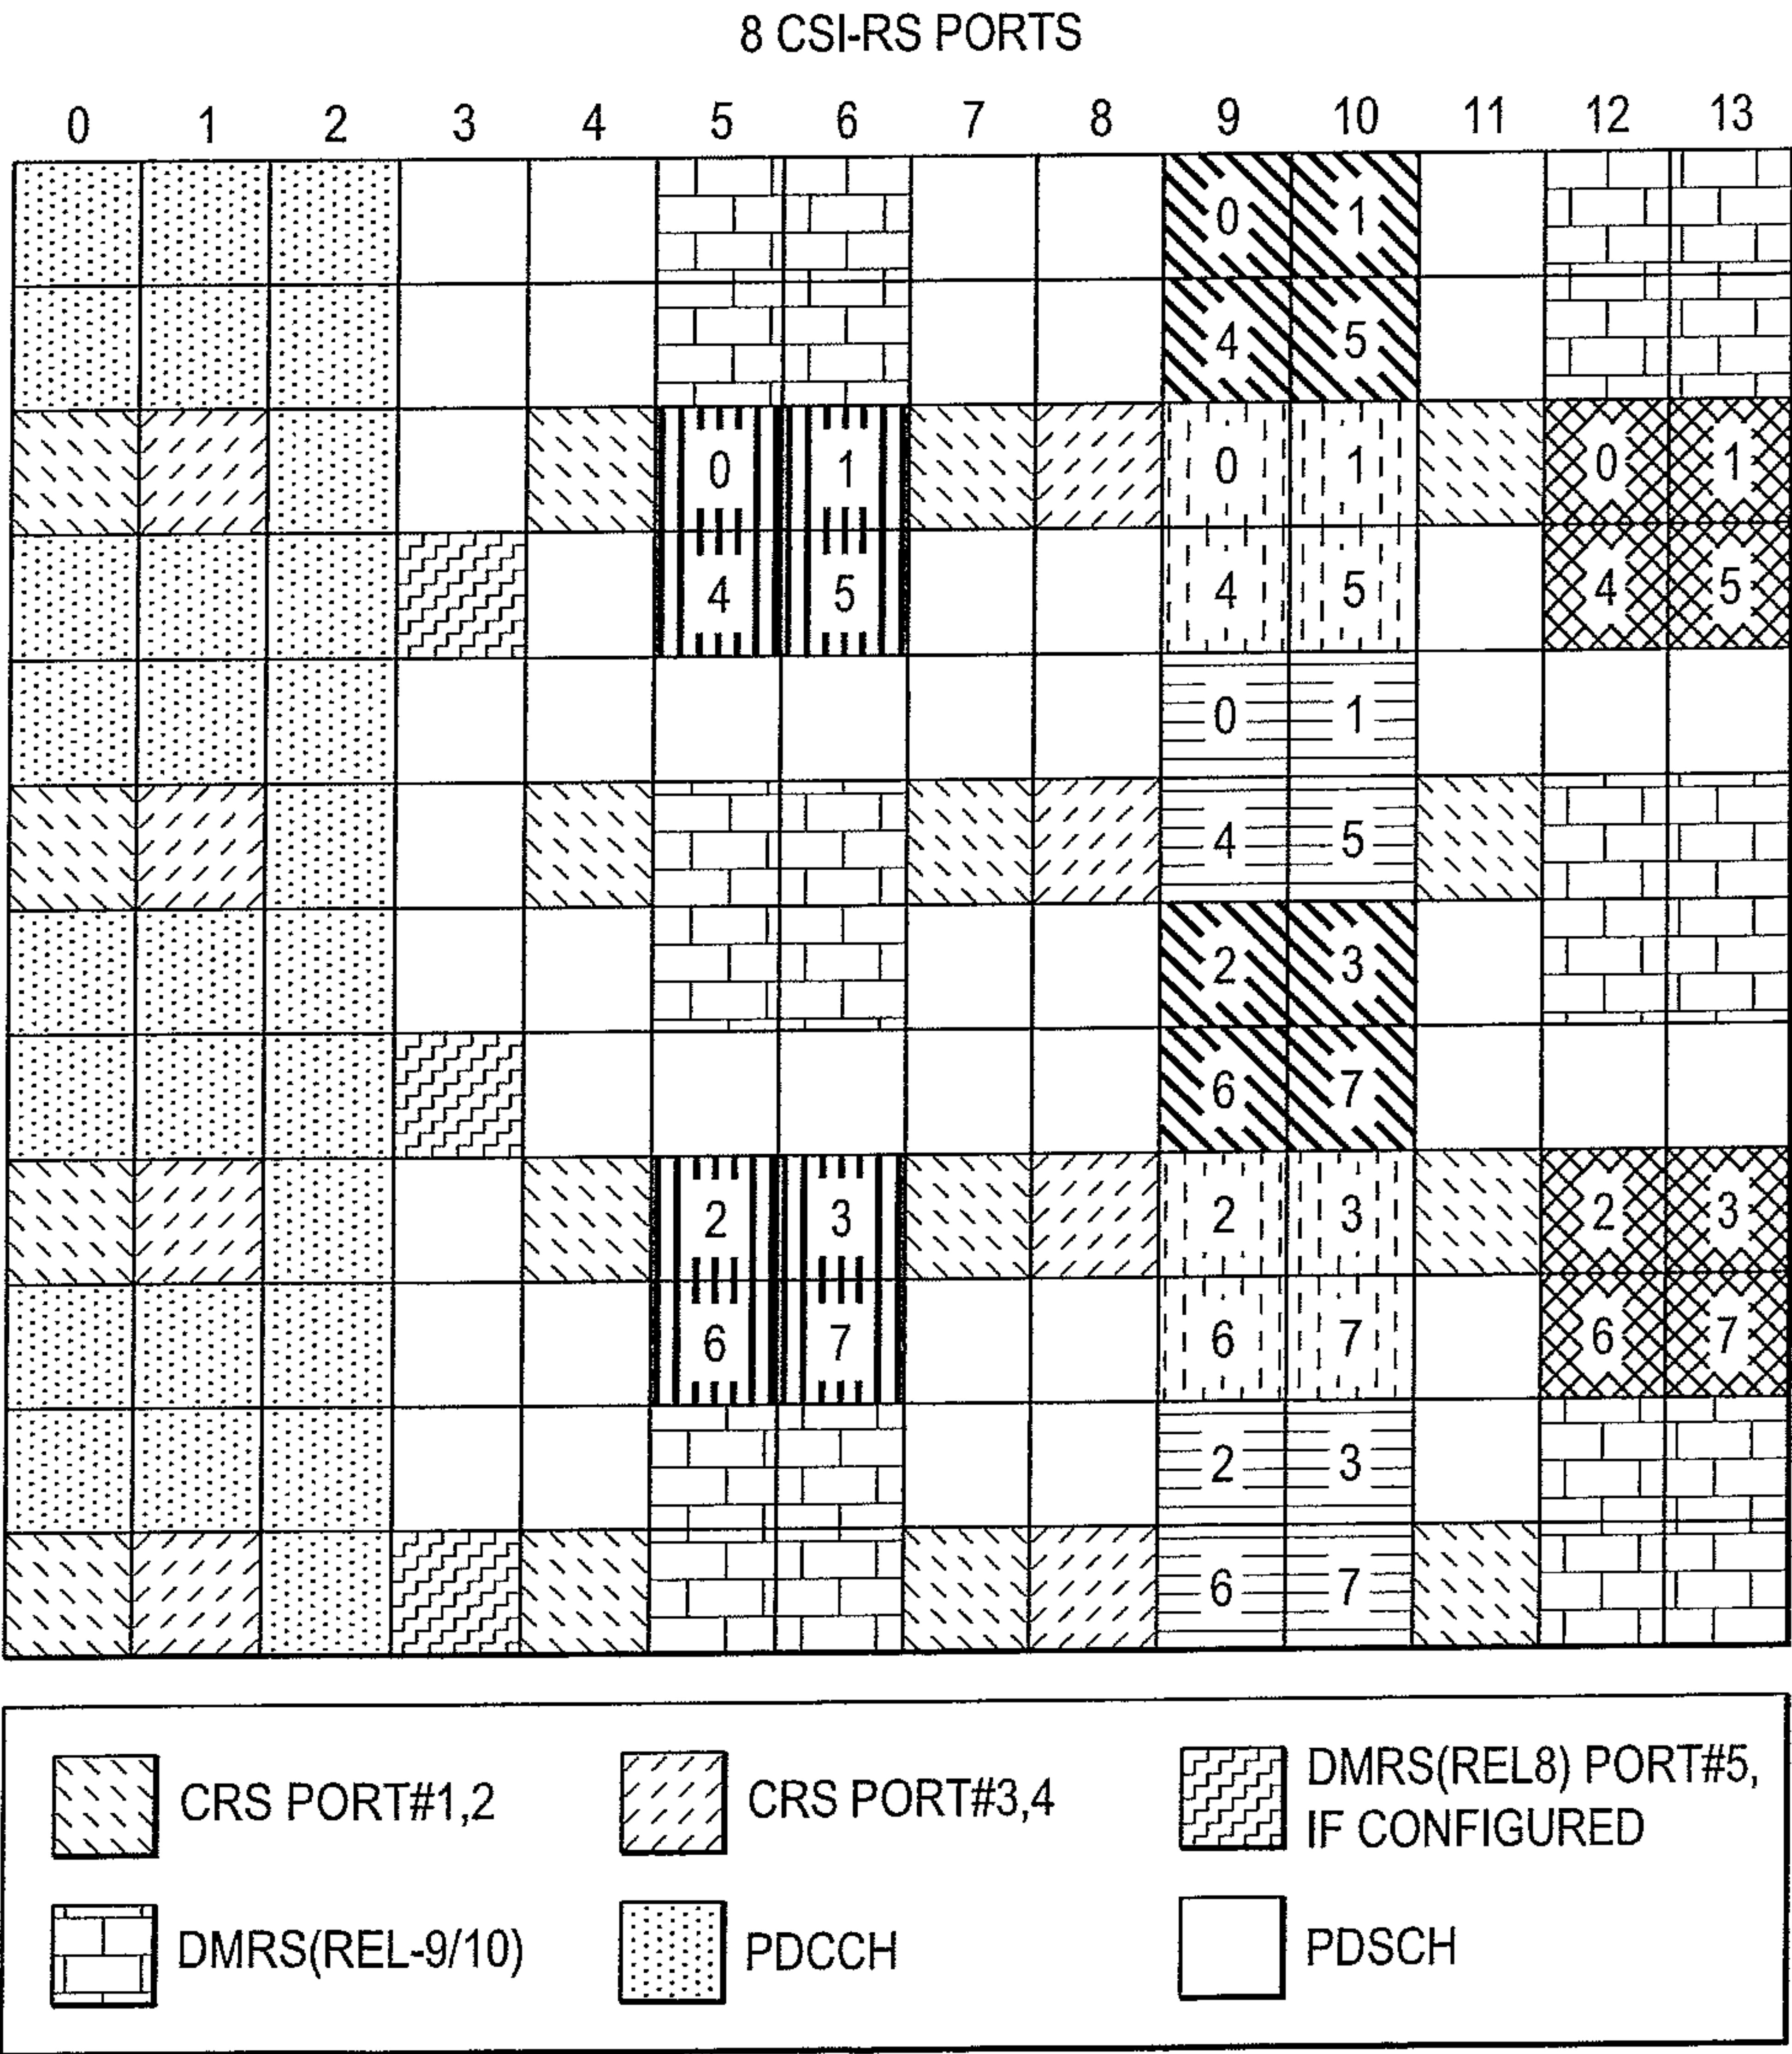 8 CSI-RS PORTS
0 1 2 3 4 5 6 7 8 9 10 11 12 13
0 1
4 5
0 1 0 1 0 1
4 5 4 5 4 5
0 1
4 5
2 3
6 7
2 3 2 3 2 3
6 7 6 7 6 7
2 3
6 7
CRS PORT#1,2
CRS PORT#3,4
DMRS(REL8) PORT#5,
IF CONFIGURED
DMRS(REL-9/10)
PDCCH
PDSCH